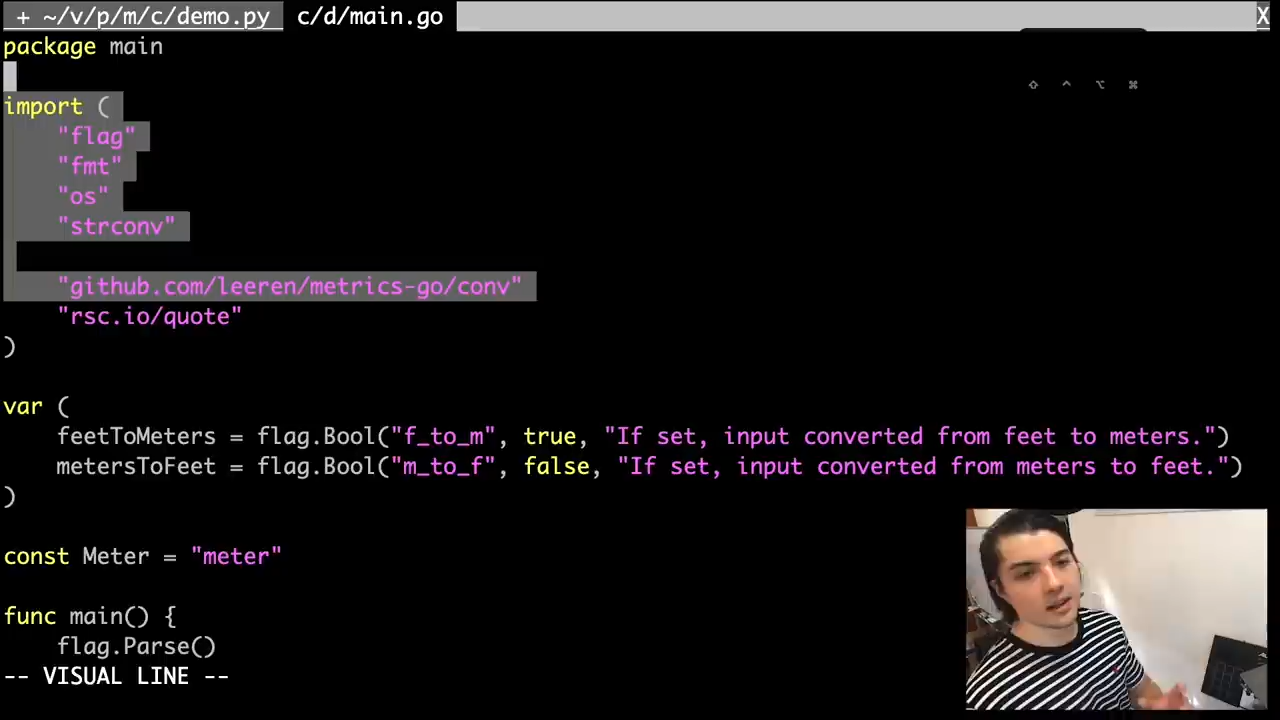 + ~/v/p/m/c/demo.py  c/d/main.go X
package main
import (
"flag"
"fmt"
"os"
"strconv"
"github.com/leeren/metrics-go/conv"
"rsc.io/quote"
)
var (
feetToMeters = flag.Bool("f_to_m", true, "If set, input converted from feet to meters.")
metersToFeet = flag.Bool("m_to_f", false, "If set, input converted from meters to feet.")
)
const Meter = "meter"
func main() {
flag.Parse()
-- VISUAL LINE --